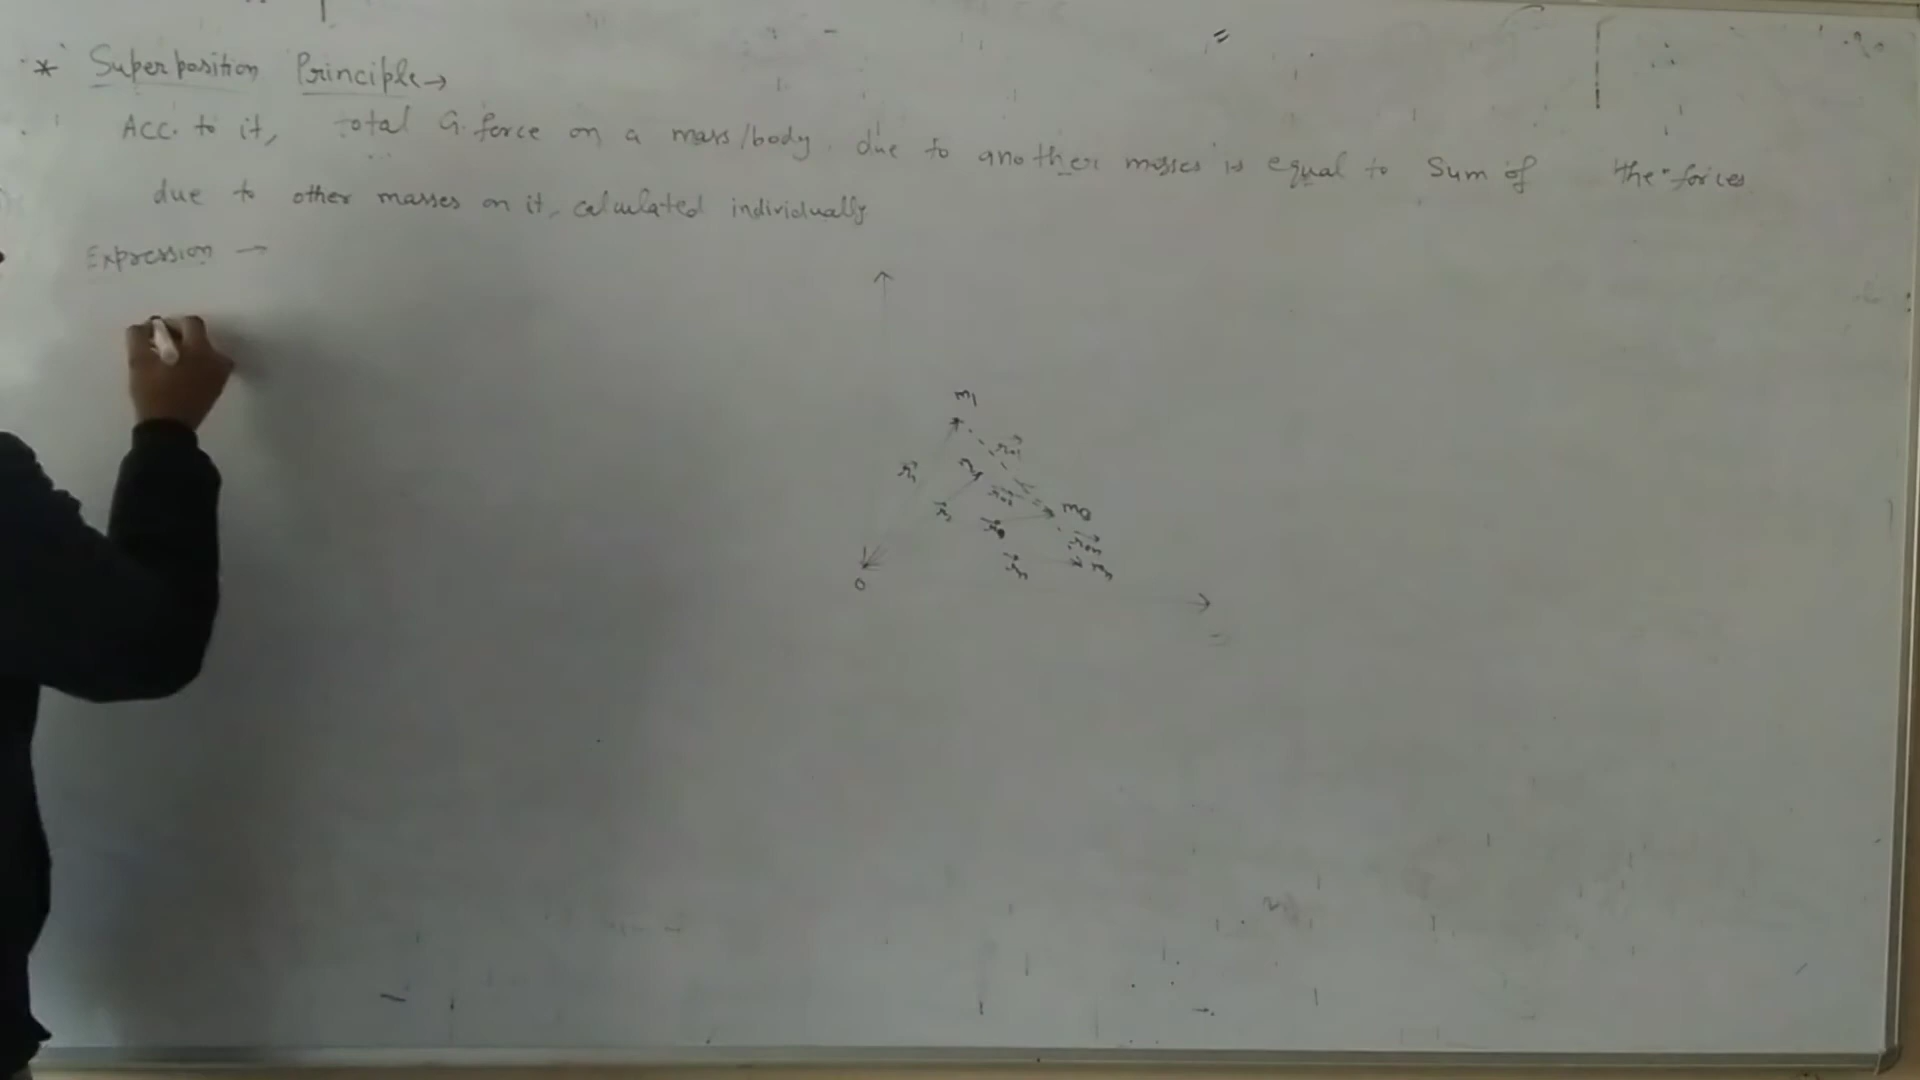 * Superposition Principle →
Acc. to it, total G. force on a mass/body due to another masses is equal to Sum of the forces
due to other masses on it, calculated individually
Expression →
m1
m0
O